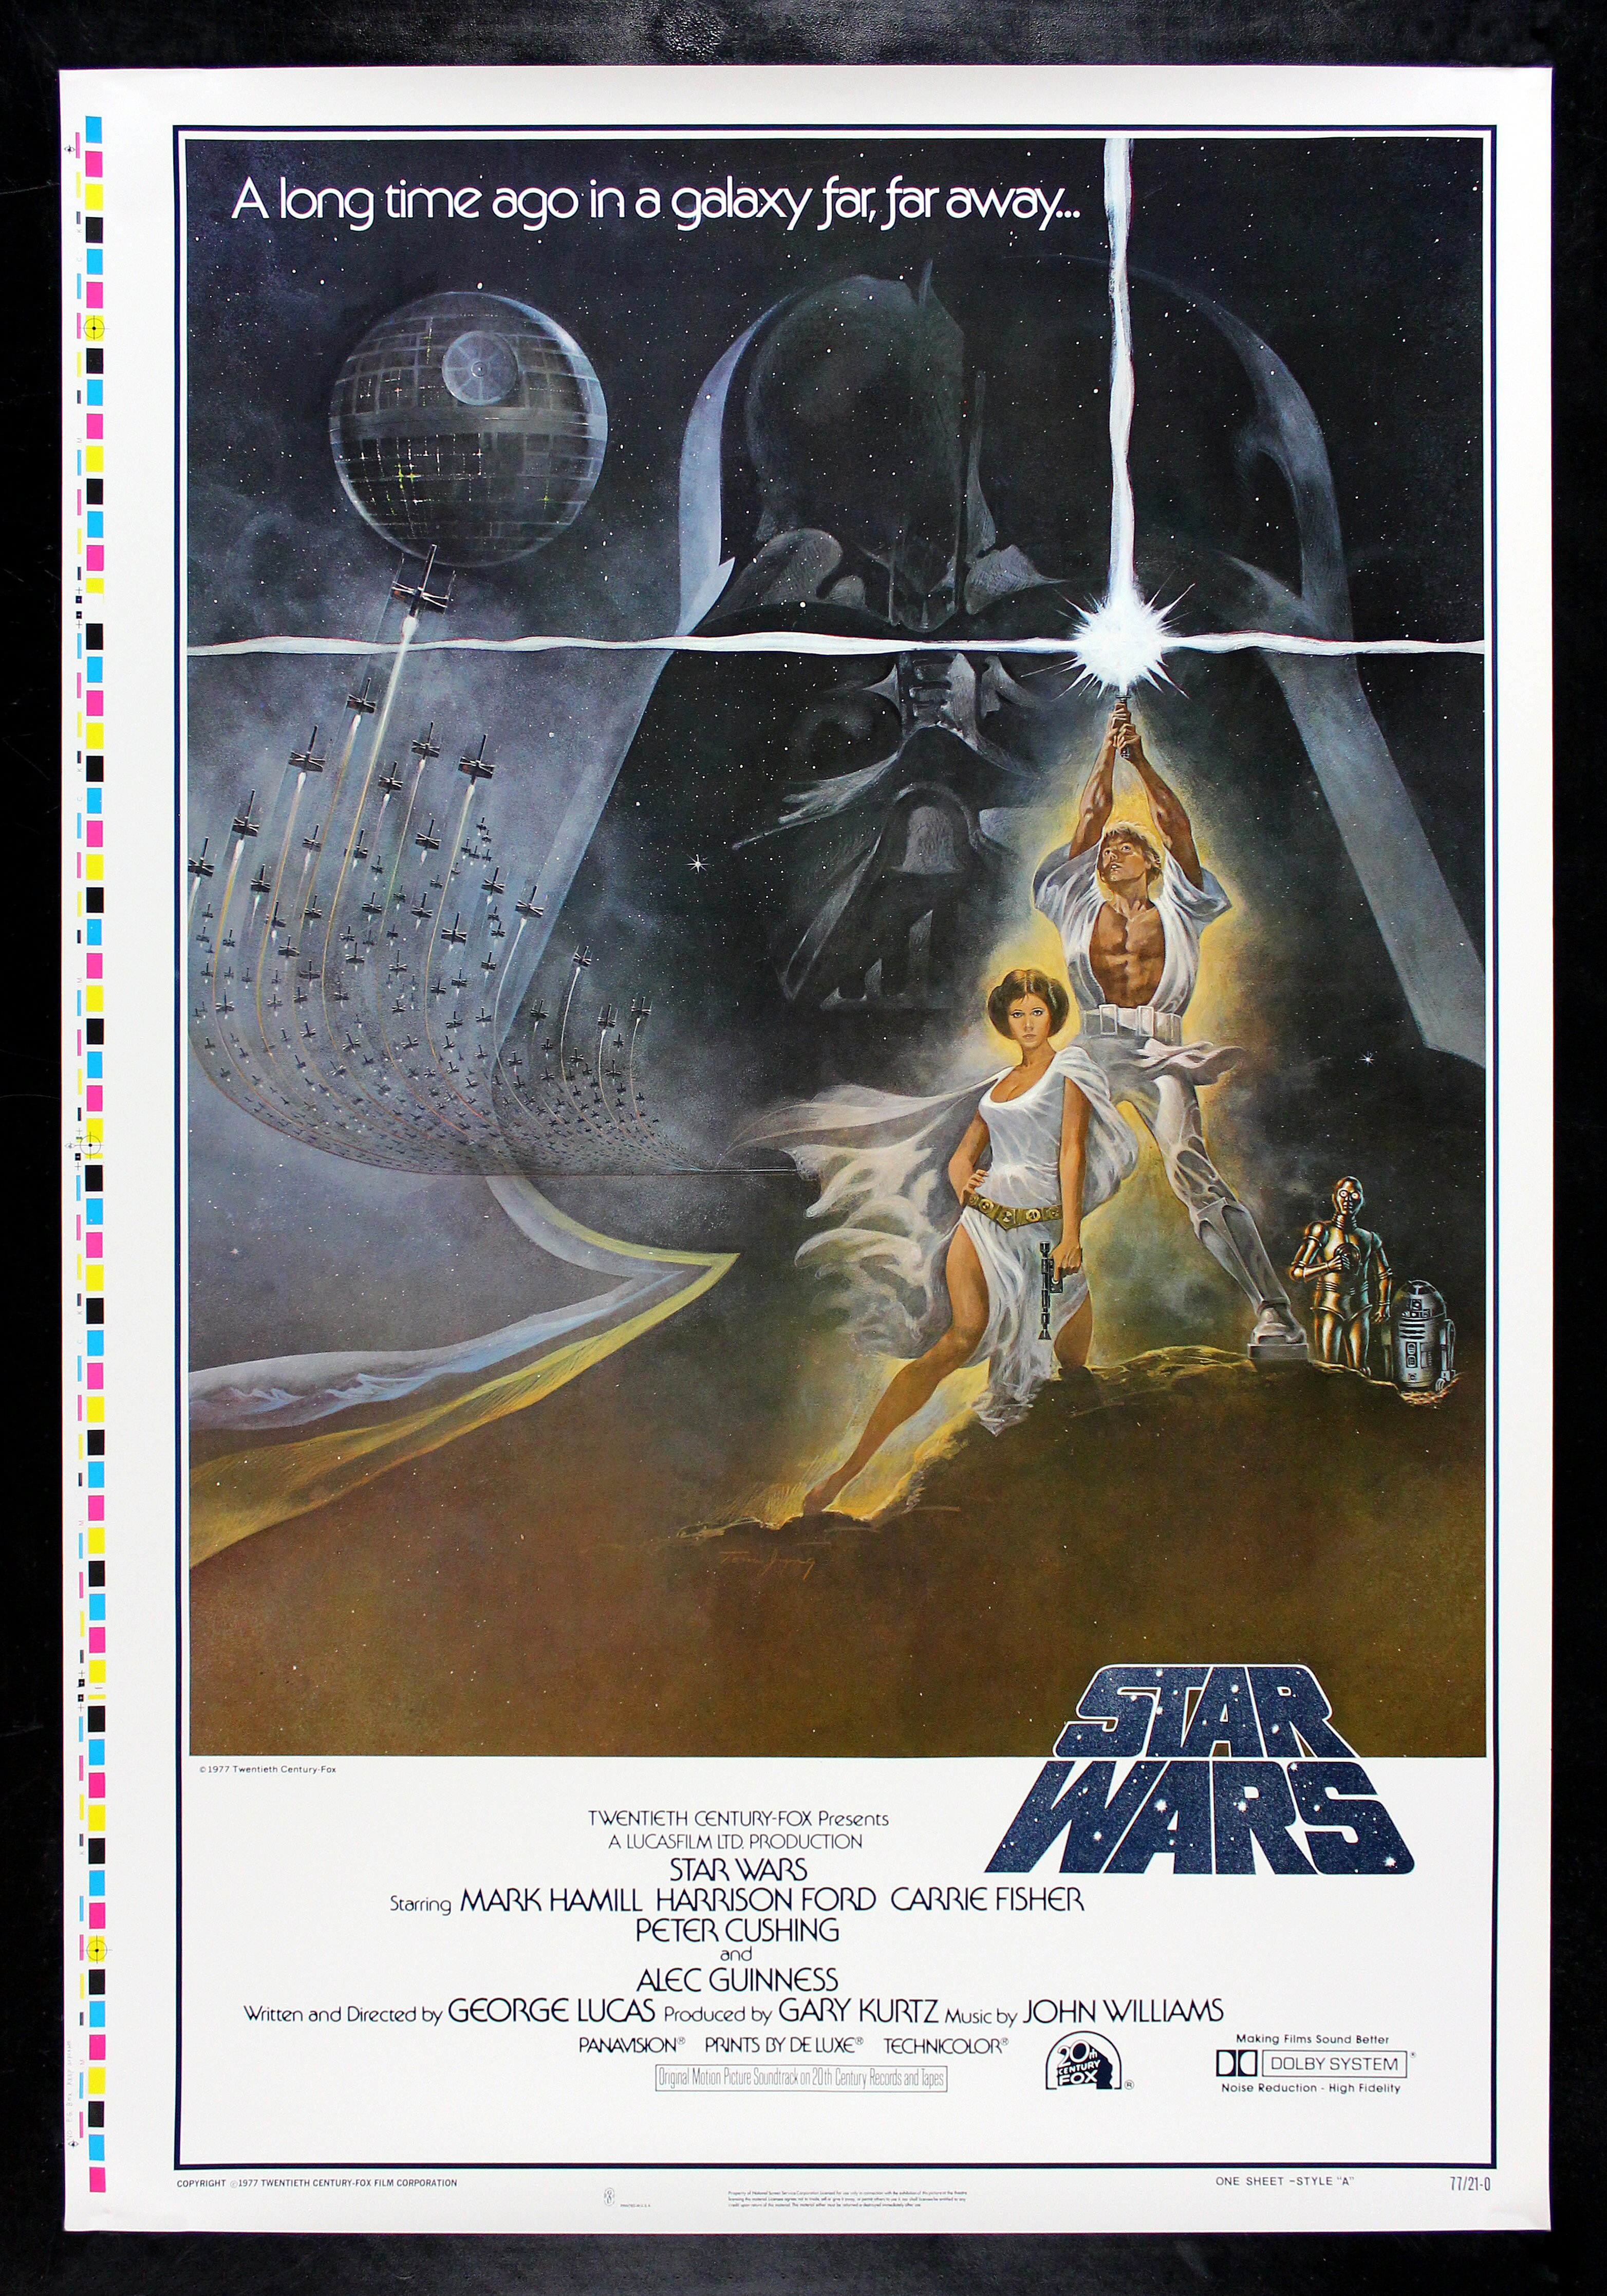 A long time ago in a galaxy far, far away...
STAR
WARS
©1977 Twentieth Century-Fox
TWENTIETH CENTURY-FOX Presents
A LUCASFILM LTD. PRODUCTION
STAR WARS
Starring MARK HAMILL HARRISON FORD CARRIE FISHER
PETER CUSHING
and
ALEC GUINNESS
Written and Directed by GEORGE LUCAS Produced by GARY KURTZ Music by JOHN WILLIAMS
PANAVISION® PRINTS BY DE LUXE® TECHNICOLOR®
Original Motion Picture Soundtrack on 20th Century Records and Tapes
20th
CENTURY
FOX ®
Making Films Sound Better
DOLBY SYSTEM ®
Noise Reduction - High Fidelity
COPYRIGHT ©1977 TWENTIETH CENTURY-FOX FILM CORPORATION
ONE SHEET -STYLE "A"
77/21-0